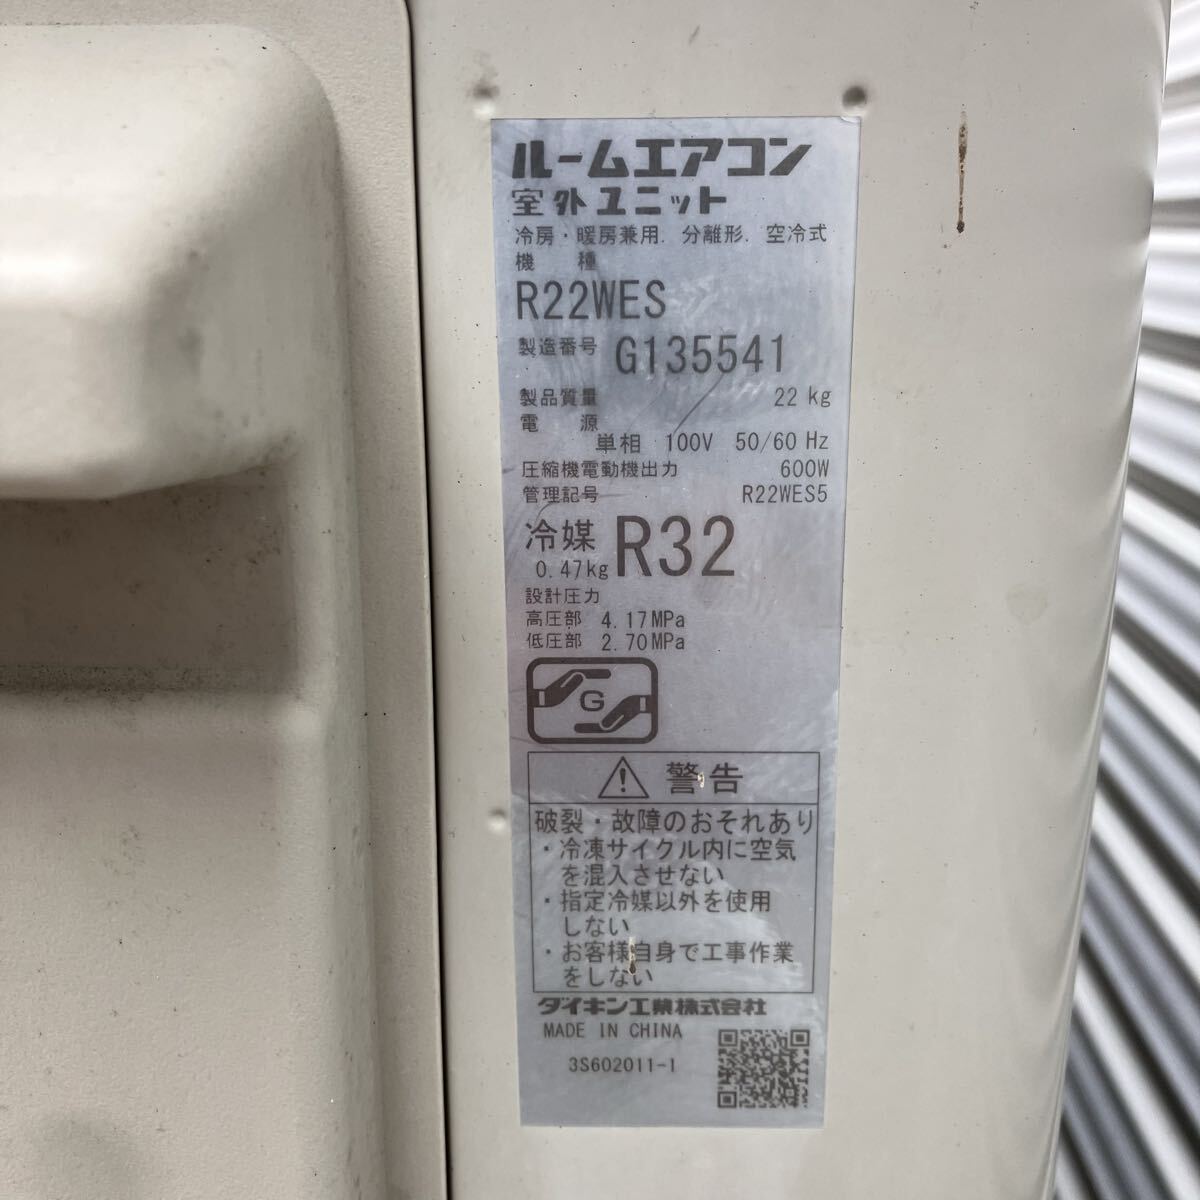 ルームエアコン
室外ユニット
冷房・暖房兼用. 分離形. 空冷式
機 種
R22WES
製造番号 G135541
製品質量 22 kg
電 源
単相 100V 50/60 Hz
圧縮機電動機出力 600W
管理記号 R22WES5
冷媒 R32
0.47kg
設計圧力
高圧部 4.17MPa
低圧部 2.70MPa
G
警告
破裂・故障のおそれあり
・冷凍サイクル内に空気
を混入させない
・指定冷媒以外を使用
しない
・お客様自身で工事作業
をしない
ダイキン工業株式会社
MADE IN CHINA
3S602011-1